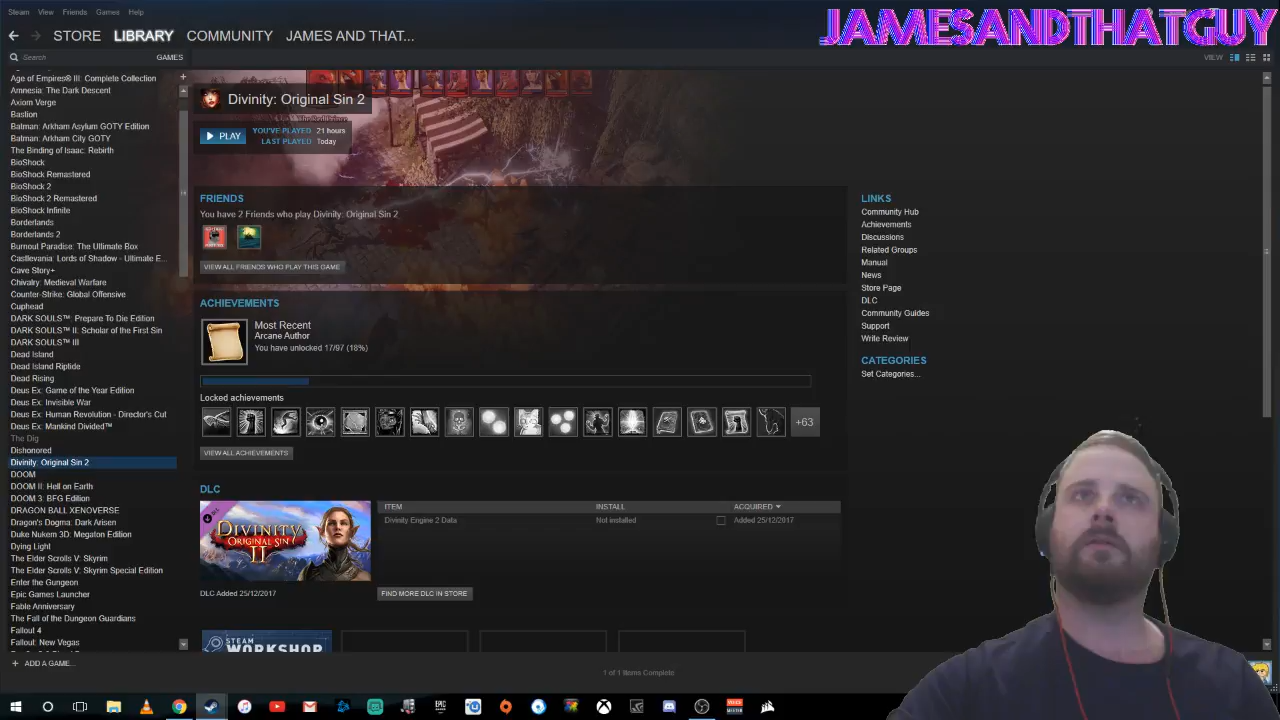 Steam View Friends Games Help
JAMESANDTHATGUY
STORE LIBRARY COMMUNITY JAMES AND THAT...
Search GAMES VIEW
Age of Empires® III: Complete Collection
Amnesia: The Dark Descent
Axiom Verge
Bastion
Batman: Arkham Asylum GOTY Edition
Batman: Arkham City GOTY
The Binding of Isaac: Rebirth
BioShock
BioShock Remastered
BioShock 2
BioShock 2 Remastered
BioShock Infinite
Borderlands
Borderlands 2
Burnout Paradise: The Ultimate Box
Castlevania: Lords of Shadow - Ultimate E...
Cave Story+
Chivalry: Medieval Warfare
Counter-Strike: Global Offensive
Cuphead
DARK SOULS™: Prepare To Die Edition
DARK SOULS™ II: Scholar of the First Sin
DARK SOULS™ III
Dead Island
Dead Island Riptide
Dead Rising
Deus Ex: Game of the Year Edition
Deus Ex: Invisible War
Deus Ex: Human Revolution - Director's Cut
Deus Ex: Mankind Divided™
The Dig
Dishonored
Divinity: Original Sin 2
DOOM
DOOM II: Hell on Earth
DOOM 3: BFG Edition
DRAGON BALL XENOVERSE
Dragon's Dogma: Dark Arisen
Duke Nukem 3D: Megaton Edition
Dying Light
The Elder Scrolls V: Skyrim
The Elder Scrolls V: Skyrim Special Edition
Enter the Gungeon
Epic Games Launcher
Fable Anniversary
The Fall of the Dungeon Guardians
Fallout 4
Fallout: New Vegas
+ ADD A GAME...
Divinity: Original Sin 2
PLAY
YOU'VE PLAYED 21 hours
LAST PLAYED Today
FRIENDS
You have 2 Friends who play Divinity: Original Sin 2
VIEW ALL FRIENDS WHO PLAY THIS GAME
ACHIEVEMENTS
Most Recent
Arcane Author
You have unlocked 17/97 (18%)
Locked achievements
+63
VIEW ALL ACHIEVEMENTS
DLC
DIVINITY
ORIGINAL SIN
II
DLC Added 25/12/2017
ITEM INSTALL ACQUIRED
Divinity Engine 2 Data Not installed Added 25/12/2017
FIND MORE DLC IN STORE
STEAM
WORKSHOP
1 of 1 Items Complete
LINKS
Community Hub
Achievements
Discussions
Related Groups
Manual
News
Store Page
DLC
Community Guides
Support
Write Review
CATEGORIES
Set Categories...